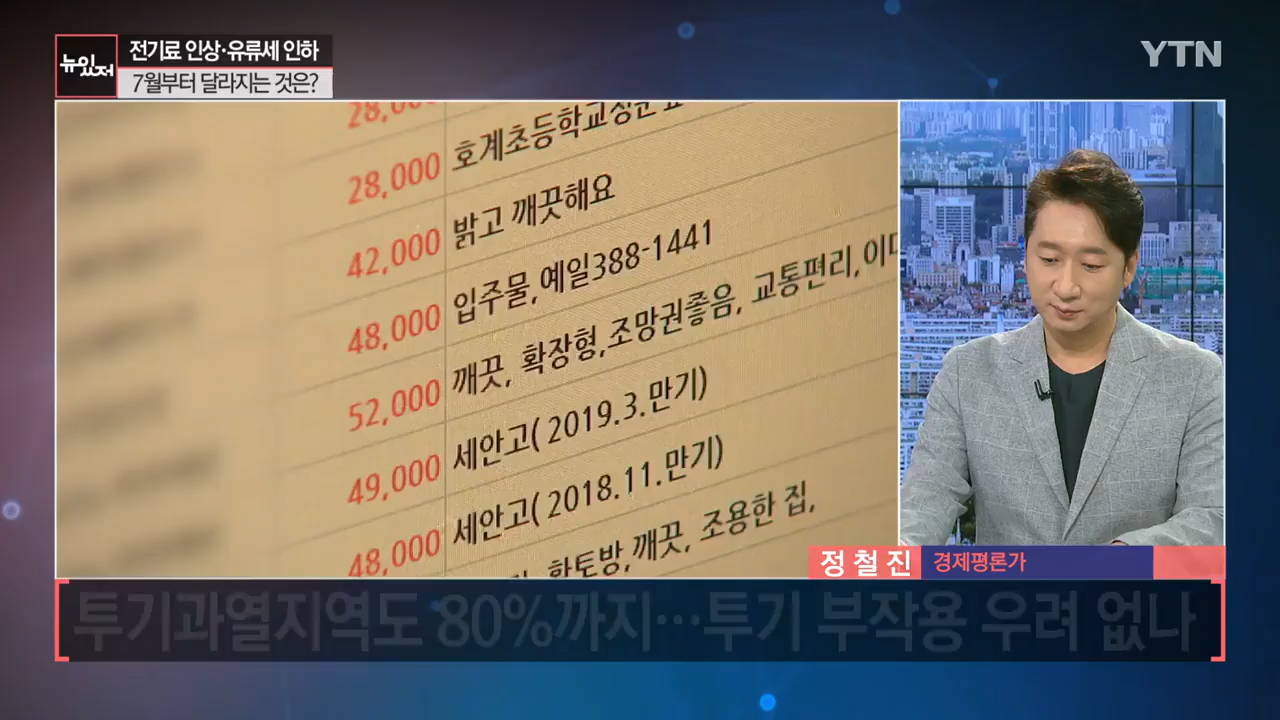 뉴있저
전기료 인상·유류세 인하
7월부터 달라지는 것은?
YTN
28,000
28,000 호계초등학교정문
42,000 밝고 깨끗해요
48,000 입주물,예일388-1441
52,000 깨끗, 확장형,조망권좋음, 교통편리,이
49,000 세안고( 2019.3.만기)
48,000 세안고( 2018.11.만기)
황토방,깨끗, 조용한 집,
정철진 경제평론가
투기과열지역도 80%까지…투기 부작용 우려 없나